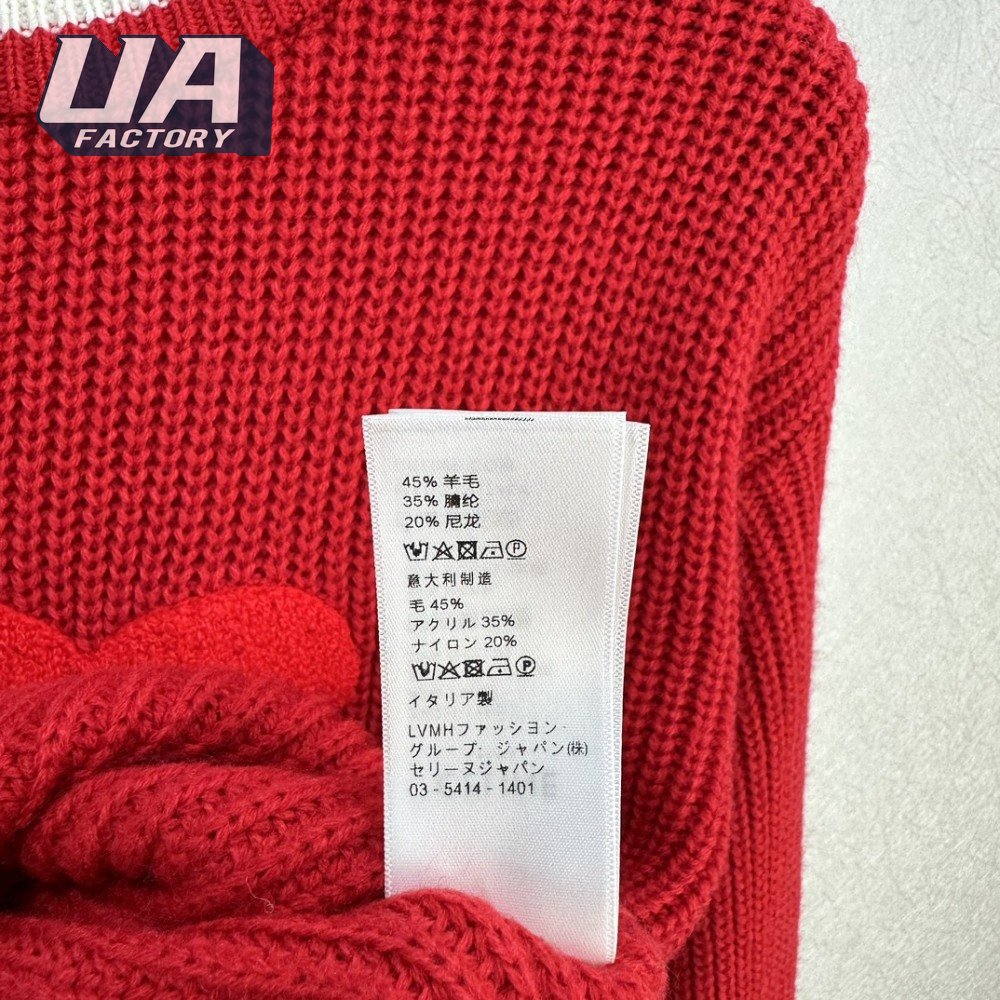 UA
FACTORY
45% 羊毛
35% 腈纶
20% 尼龙
意大利制造
毛 45%
アクリル 35%
ナイロン 20%
イタリア製
LVMHファッション・
グループ・ ジャパン(株)
セリーヌジャパン
03 - 5414 - 1401